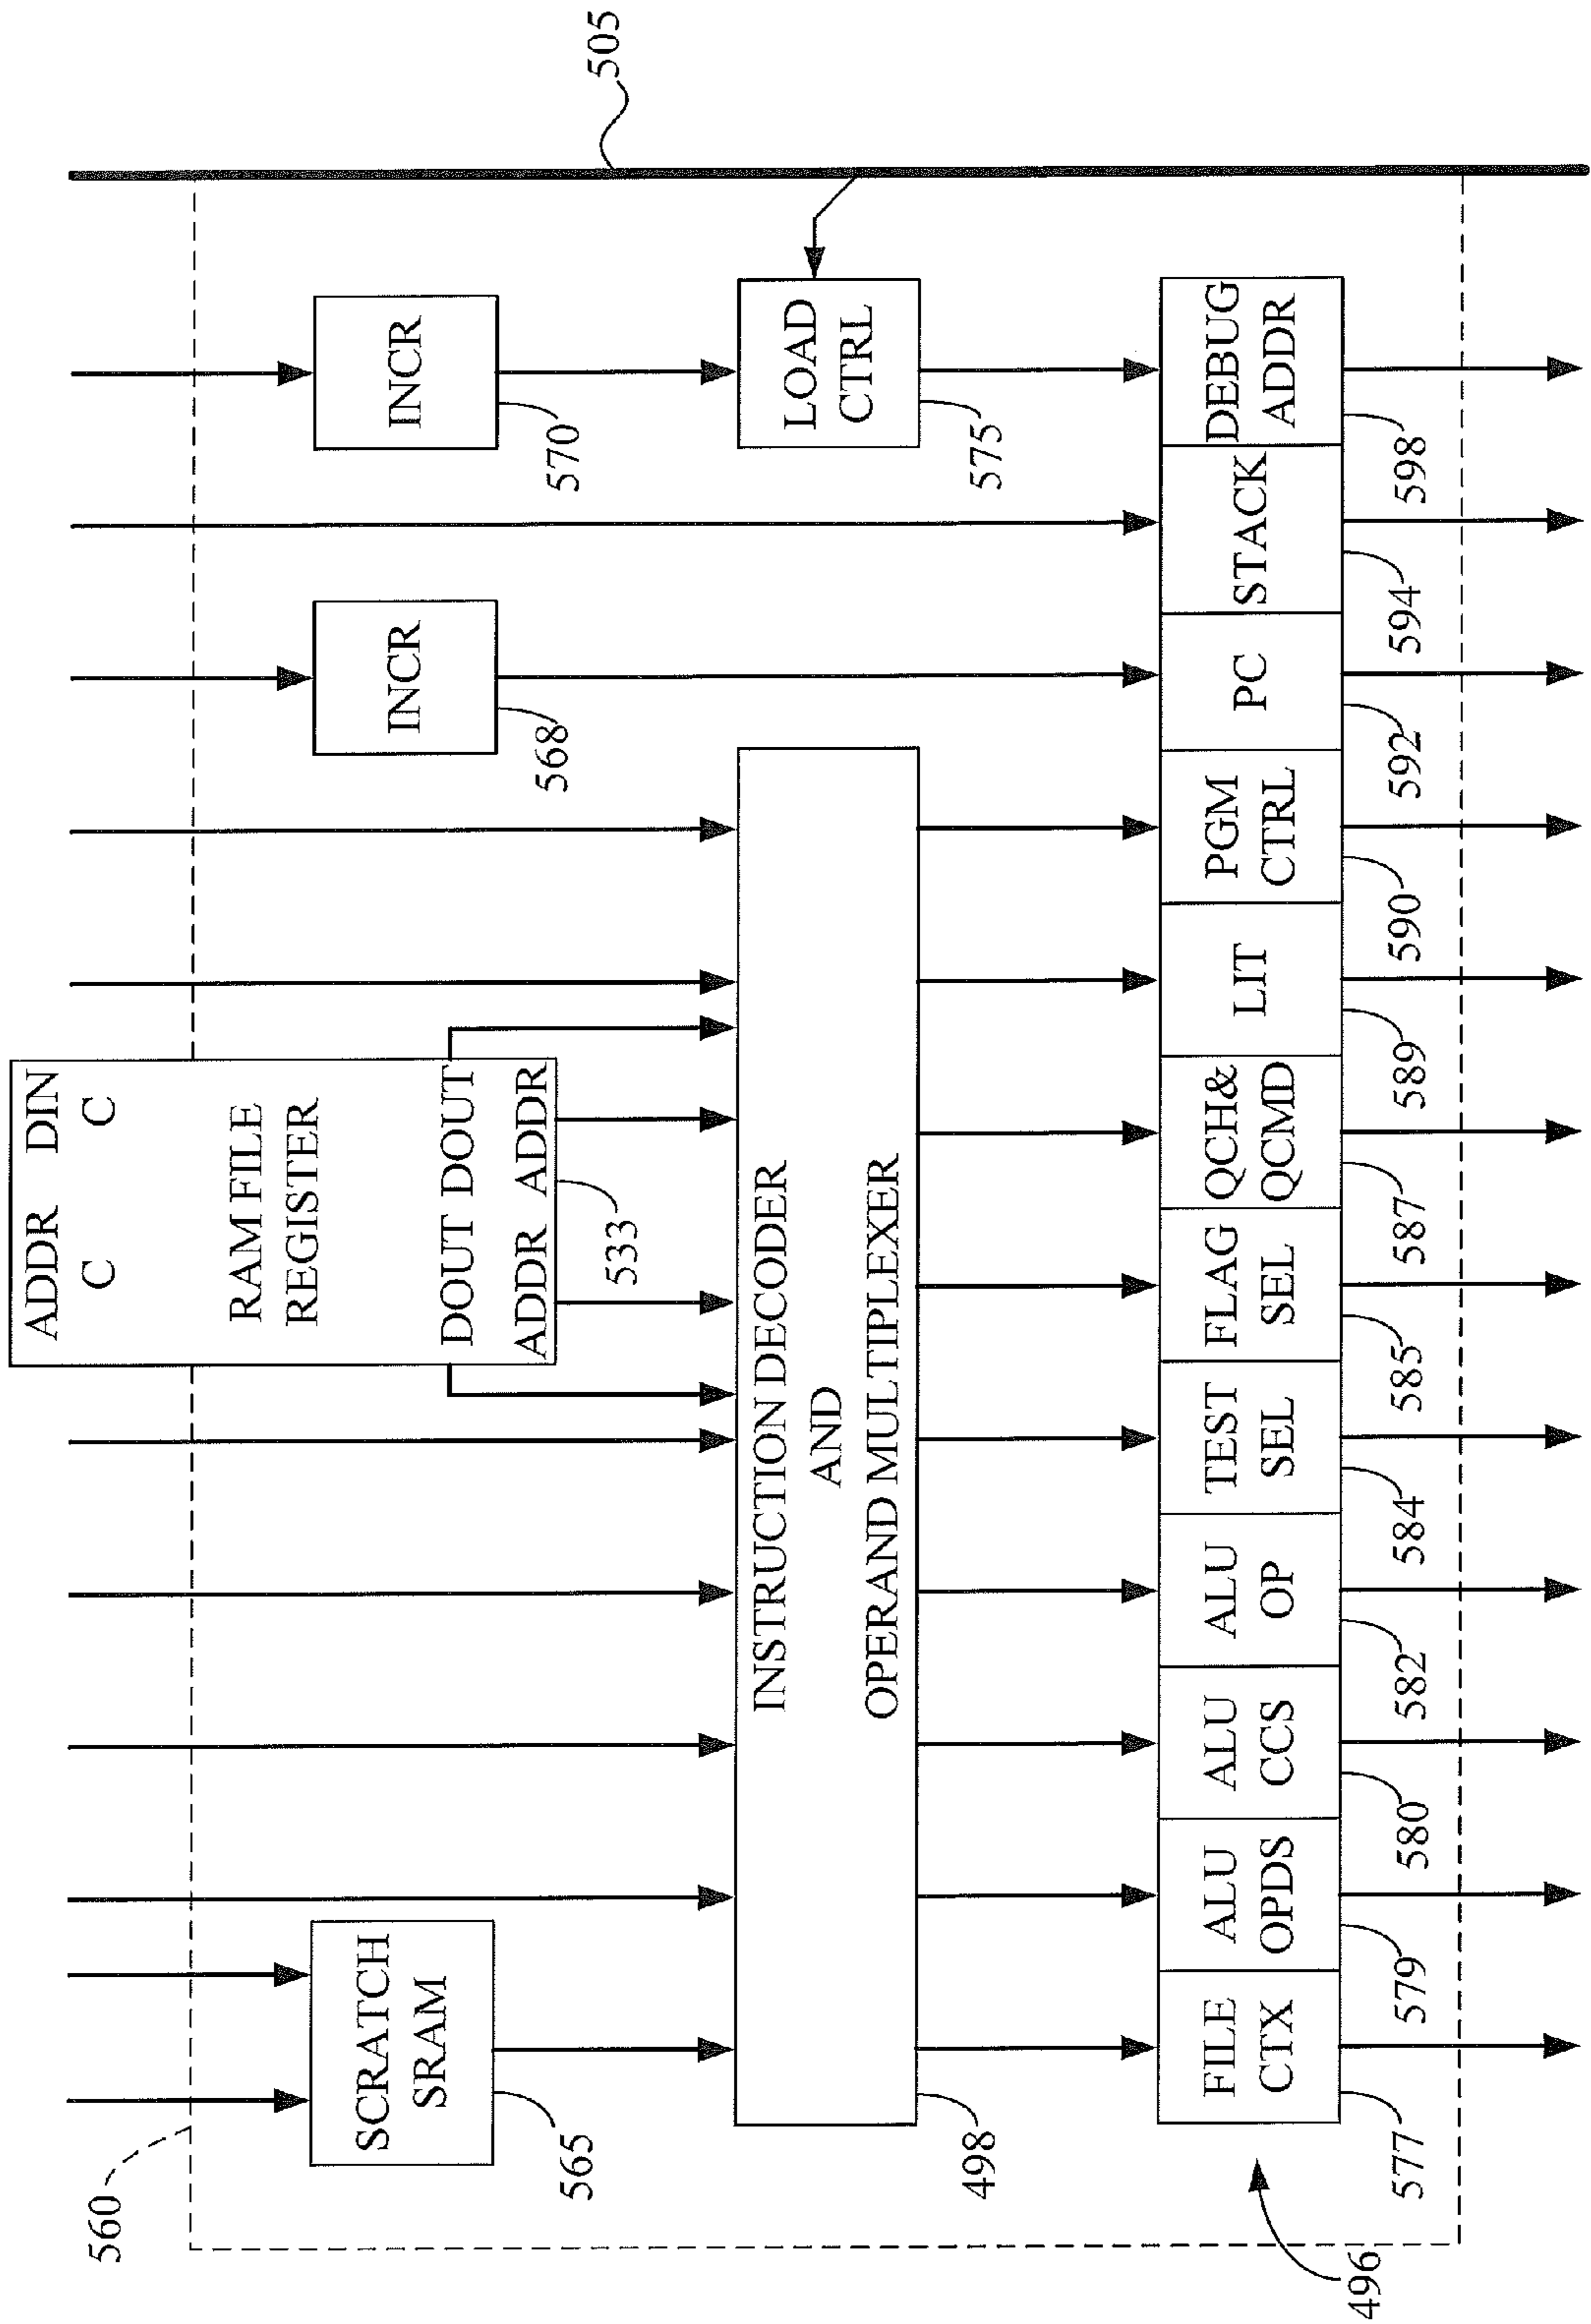 560
SCRATCH
SRAM
565
ADDR DIN
C C
RAM FILE
REGISTER
DOUT DOUT
ADDR ADDR
533
INCR
568
INCR
570
505
INSTRUCTION DECODER
AND
OPERAND MULTIPLEXER
498
LOAD
CTRL
575
496
FILE
CTX
577
ALU
OPDS
579
ALU
CCS
580
ALU
OP
582
TEST
SEL
584
FLAG
SEL
585
QCH&
QCMD
587
LIT
589
PGM
CTRL
590
PC
592
STACK
594
DEBUG
ADDR
598